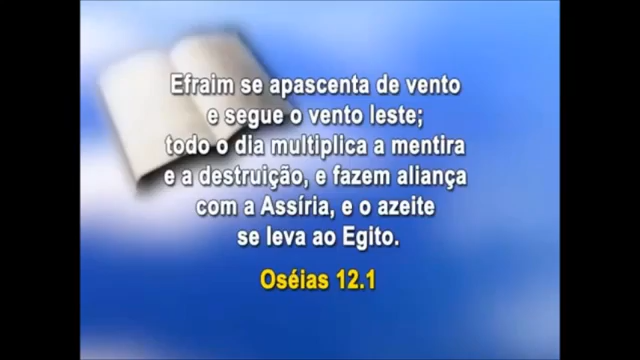 Efraim se apascenta de vento
e segue o vento leste;
todo o dia multiplica a mentira
e a destruição, e fazem aliança
com a Assíria, e o azeite
se leva ao Egito.
Oséias 12.1